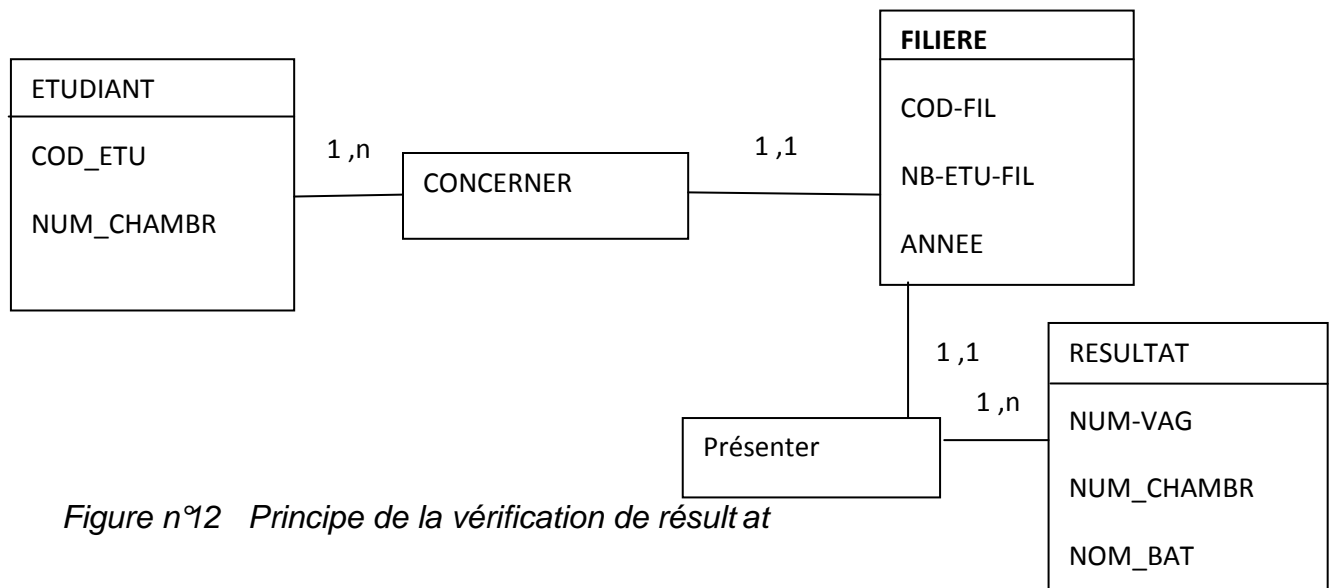 ETUDIANT
COD_ETU
NUM_CHAMBR
1 ,n
CONCERNER
1 ,1
FILIERE
COD-FIL
NB-ETU-FIL
ANNEE
1 ,1
1 ,n
Présenter
RESULTAT
NUM-VAG
NUM_CHAMBR
NOM_BAT
Figure n°12 Principe de la vérification de résult at